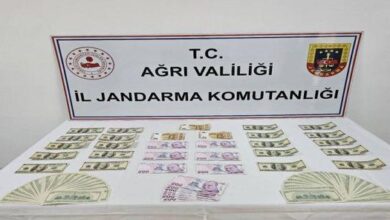 T.C.
AĞRI VALİLİĞİ
İL JANDARMA KOMUTANLIĞI